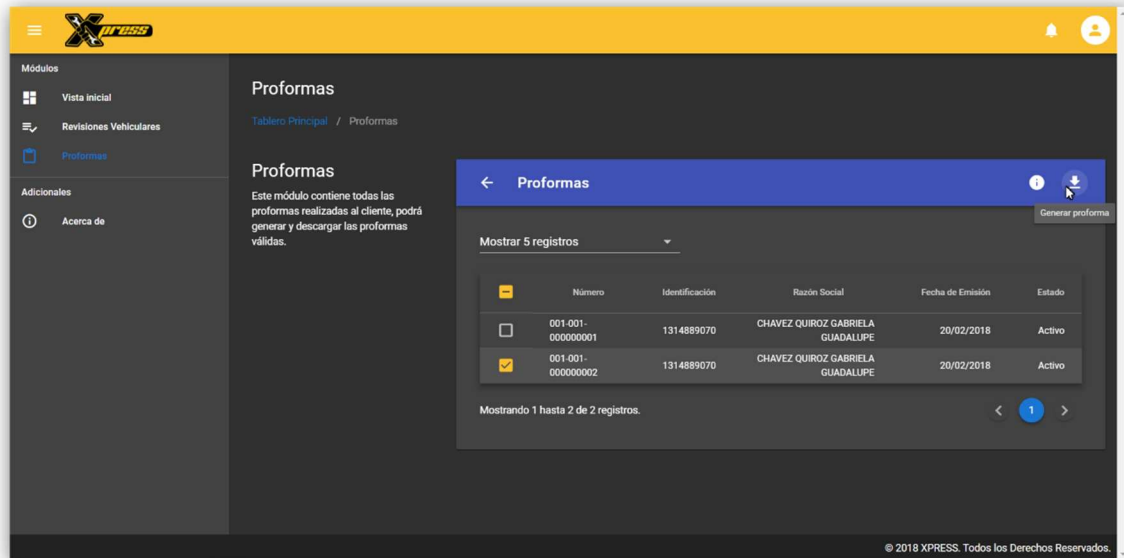 Xpress
Módulos
Vista inicial
Revisiones Vehiculares
Proformas
Adicionales
Acerca de
Proformas
Tablero Principal / Proformas
Proformas
Este módulo contiene todas las
proformas realizadas al cliente, podrá
generar y descargar las proformas
válidas.
Proformas
Generar proforma
Mostrar 5 registros
Número Identificación Razón Social Fecha de Emisión Estado
001-001-
000000001 1314889070 CHAVEZ QUIROZ GABRIELA
GUADALUPE 20/02/2018 Activo
001-001-
000000002 1314889070 CHAVEZ QUIROZ GABRIELA
GUADALUPE 20/02/2018 Activo
Mostrando 1 hasta 2 de 2 registros.
1
© 2018 XPRESS. Todos los Derechos Reservados.